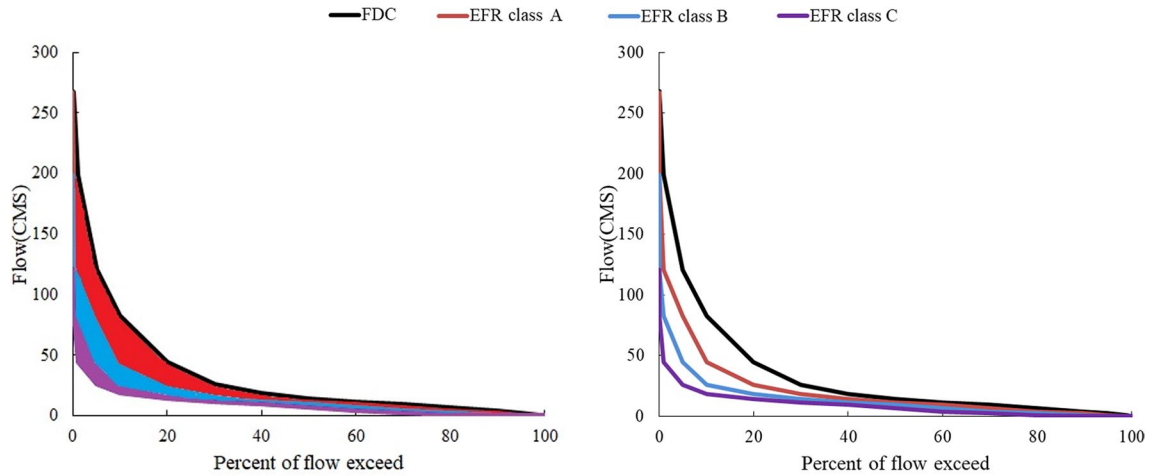 FDC EFR class A EFR class B EFR class C
300
250
200
150
100
50
0
Flow(CMS)
0 20 40 60 80 100
Percent of flow exceed
300
250
200
150
100
50
0
Flow(CMS)
0 20 40 60 80 100
Percent of flow exceed